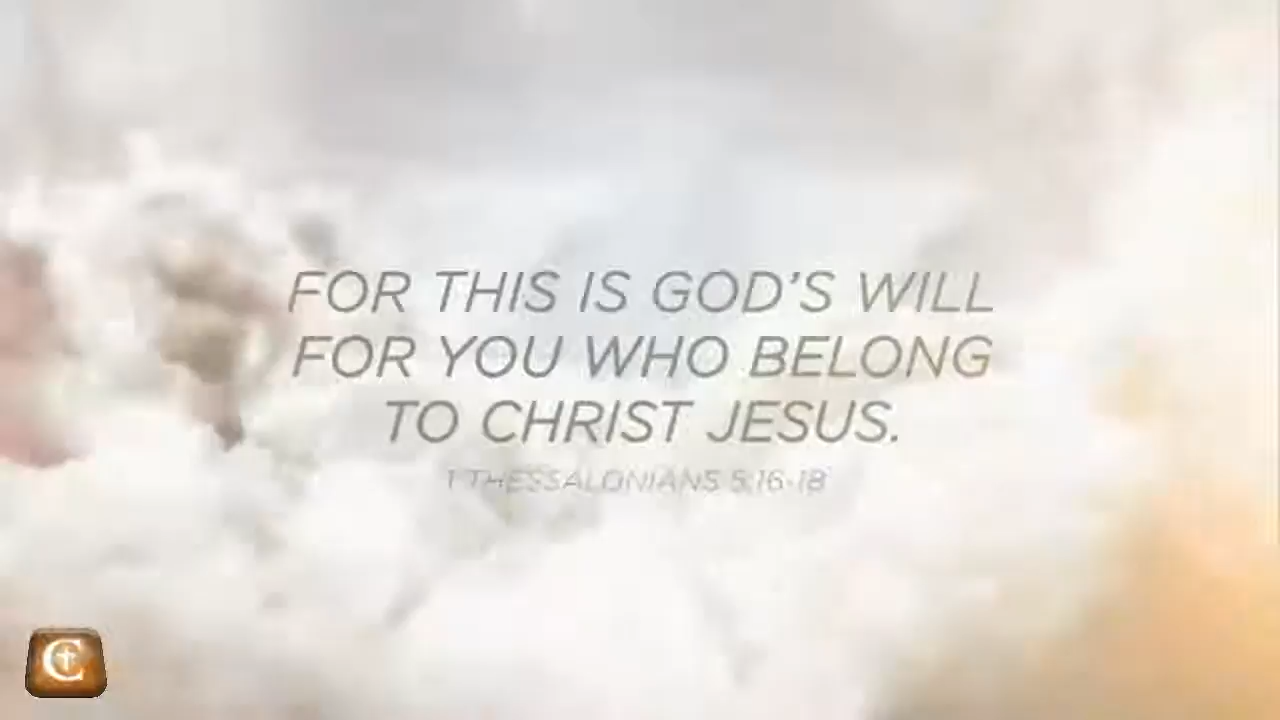 FOR THIS IS GOD'S WILL
FOR YOU WHO BELONG
TO CHRIST JESUS.
1 THESSALONIANS 5:16-18
C